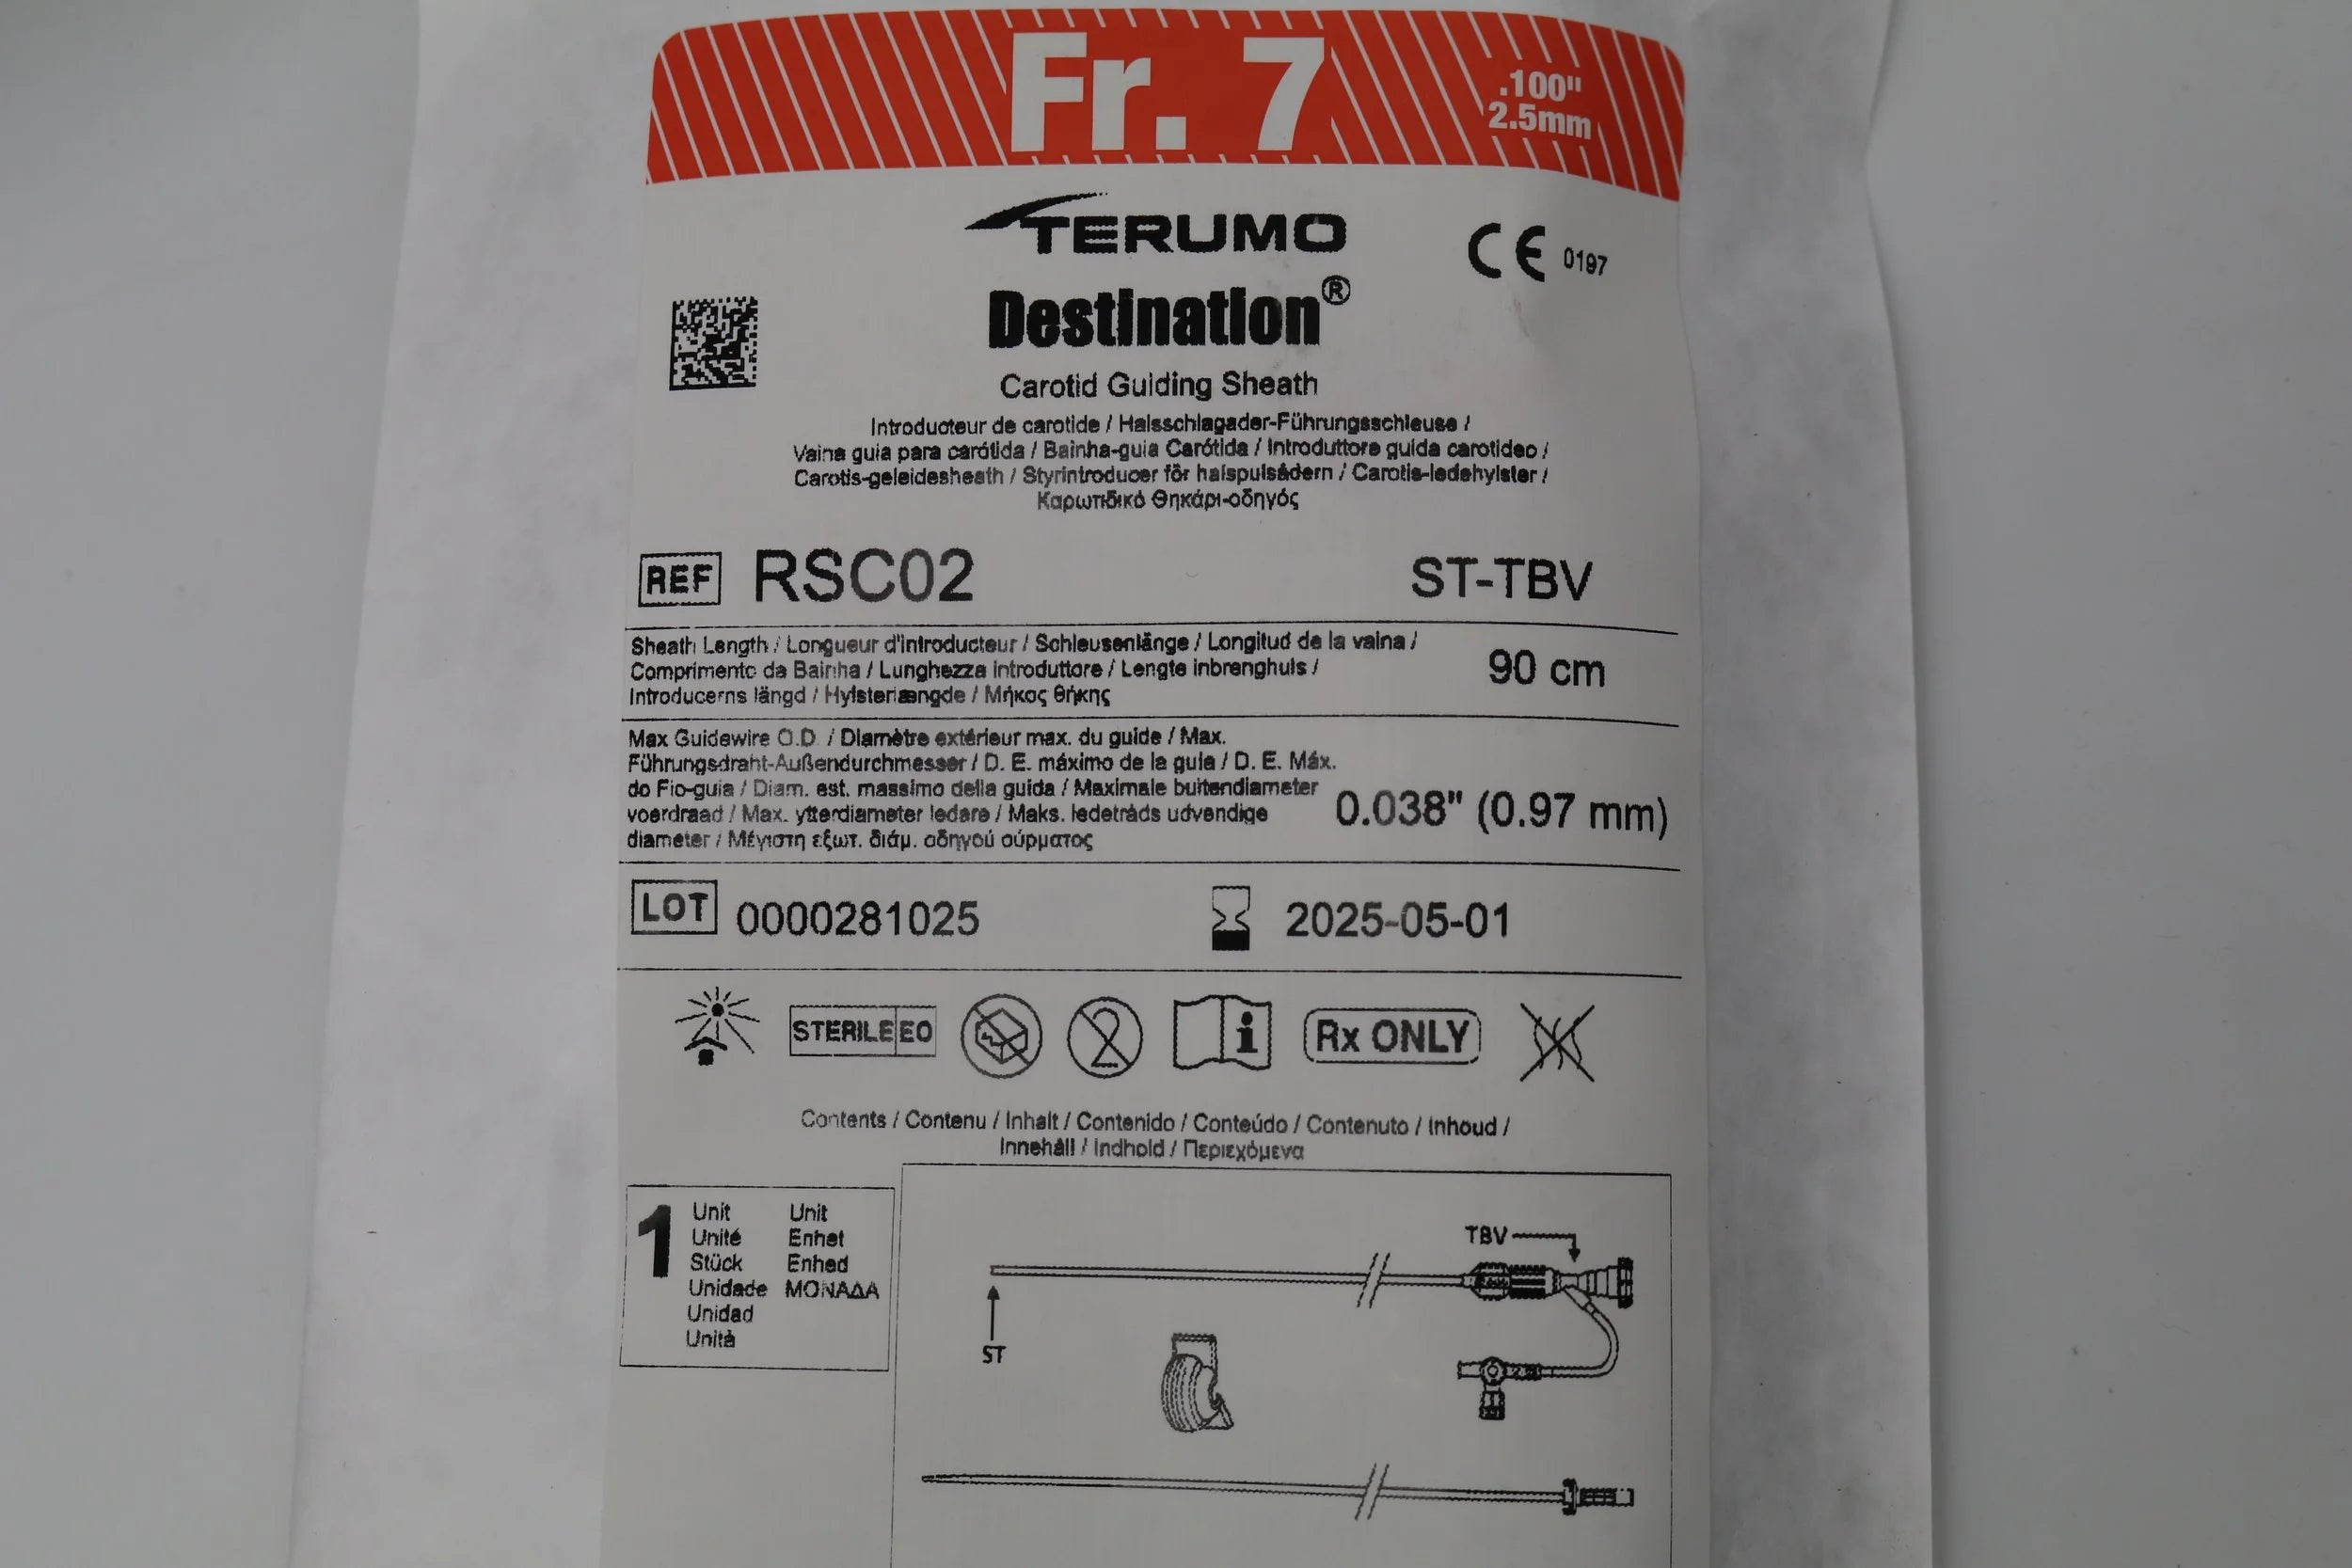 Fr. 7
.100"
2.5mm
TERUMO
CE 0197
Destination®
Carotid Guiding Sheath
Introducteur de carotide / Halsschlagader-Führungsschleuse /
Vaina guia para carótida / Bainha-guia Carótida / Introduttore guida carotideo /
Carotis-geleidesheath / Styrintroducer för halspulsådern / Carotis-ledehylster /
Καρωτιδικό Θηκάρι-οδηγός
REF RSC02 ST-TBV
Sheath Length / Longueur d'introducteur / Schleusenlänge / Longitud de la vaina /
Comprimento da Bainha / Lunghezza introduttore / Lengte inbrenghuls /
Introducerns längd / Hylsterlængde / Μήκος θήκης
90 cm
Max Guidewire O.D. / Diamètre extérieur max. du guide / Max.
Führungsdraht-Außendurchmesser / D. E. máximo de la guía / D. E. Máx.
do Fio-guia / Diam. est. massimo della guida / Maximale buitendiameter
voerdraad / Max. ytterdiameter ledare / Maks. ledetråds udvendige
diameter / Μέγιστη εξωτ. διάμ. οδηγού σύρματος
0.038" (0.97 mm)
LOT 0000281025 2025-05-01
STERILE EO
2
i
Rx ONLY
Contents / Contenu / Inhalt / Contenido / Conteúdo / Contenuto / Inhoud /
Innehåll / Indhold / Περιεχόμενα
1
Unit Unit
Unité Enhet
Stück Enhed
Unidade ΜΟΝΑΔΑ
Unidad
Unità
TBV
ST